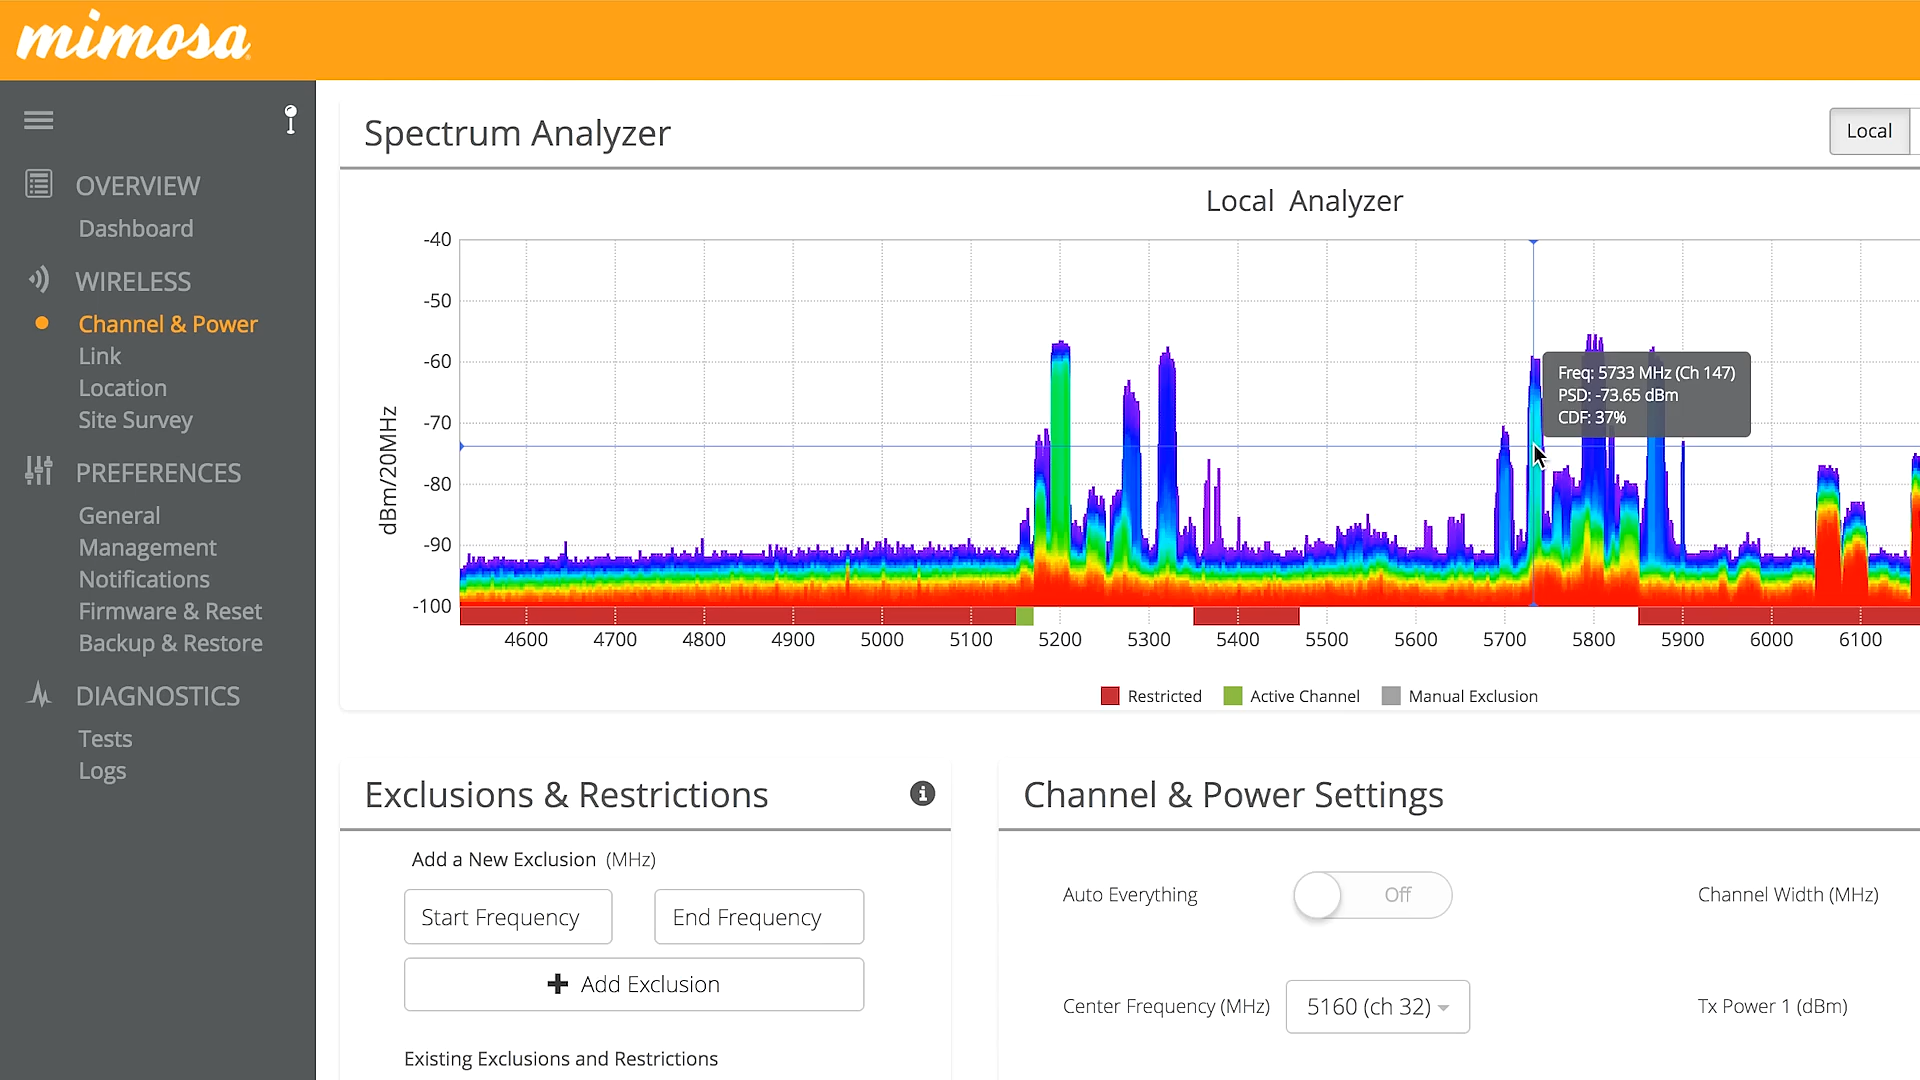 mimosa
OVERVIEW
Dashboard
WIRELESS
Channel & Power
Link
Location
Site Survey
PREFERENCES
General
Management
Notifications
Firmware & Reset
Backup & Restore
DIAGNOSTICS
Tests
Logs
Spectrum Analyzer
Local
Local Analyzer
dBm/20MHz
-40
-50
-60
-70
-80
-90
-100
Freq: 5733 MHz (Ch 147)
PSD: -73.65 dBm
CDF: 37%
4600 4700 4800 4900 5000 5100 5200 5300 5400 5500 5600 5700 5800 5900 6000 6100
Restricted Active Channel Manual Exclusion
Exclusions & Restrictions
Add a New Exclusion (MHz)
Start Frequency End Frequency
Add Exclusion
Existing Exclusions and Restrictions
Channel & Power Settings
Auto Everything Off Channel Width (MHz)
Center Frequency (MHz) 5160 (ch 32) Tx Power 1 (dBm)